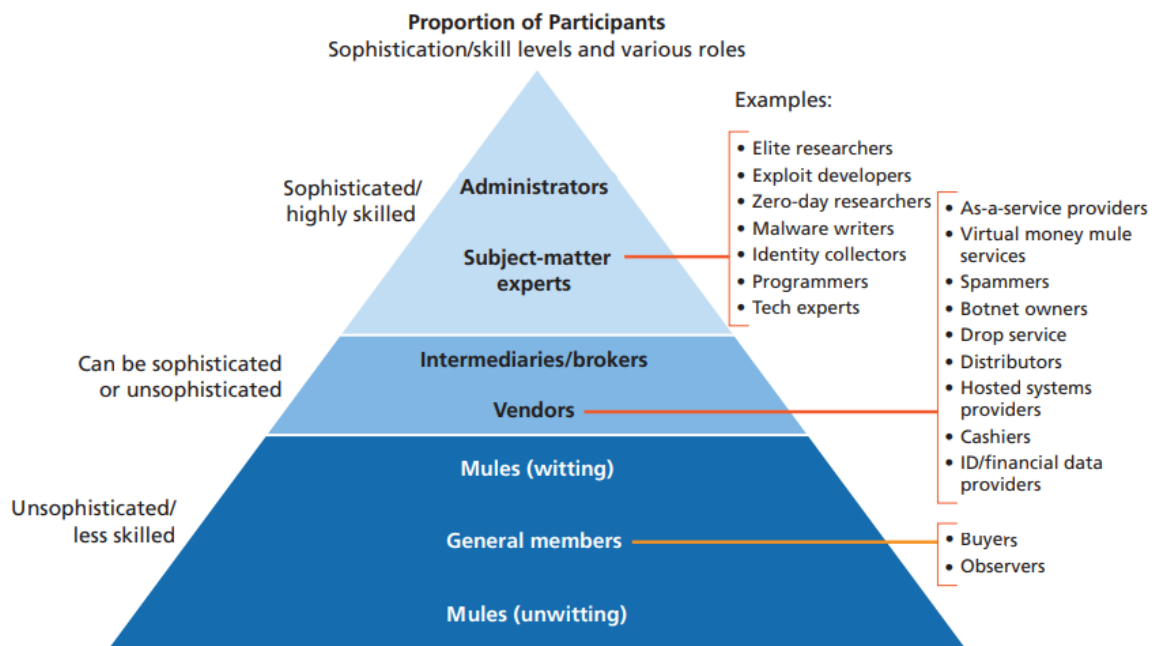 Proportion of Participants
Sophistication/skill levels and various roles
Sophisticated/
highly skilled
Administrators
Subject-matter
experts
Examples:
• Elite researchers
• Exploit developers
• Zero-day researchers
• Malware writers
• Identity collectors
• Programmers
• Tech experts
Can be sophisticated
or unsophisticated
Intermediaries/brokers
Vendors
• As-a-service providers
• Virtual money mule
services
• Spammers
• Botnet owners
• Drop service
• Distributors
• Hosted systems
providers
• Cashiers
• ID/financial data
providers
Unsophisticated/
less skilled
Mules (witting)
General members
• Buyers
• Observers
Mules (unwitting)